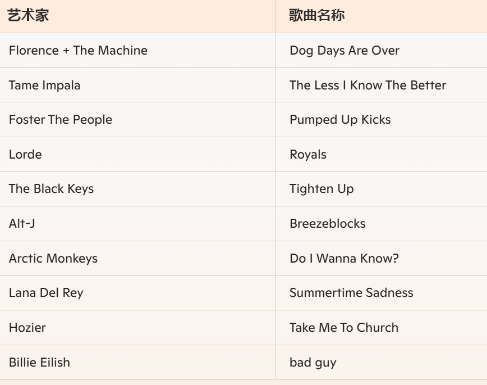 艺术家 歌曲名称
Florence + The Machine Dog Days Are Over
Tame Impala The Less I Know The Better
Foster The People Pumped Up Kicks
Lorde Royals
The Black Keys Tighten Up
Alt-J Breezeblocks
Arctic Monkeys Do I Wanna Know?
Lana Del Rey Summertime Sadness
Hozier Take Me To Church
Billie Eilish bad guy